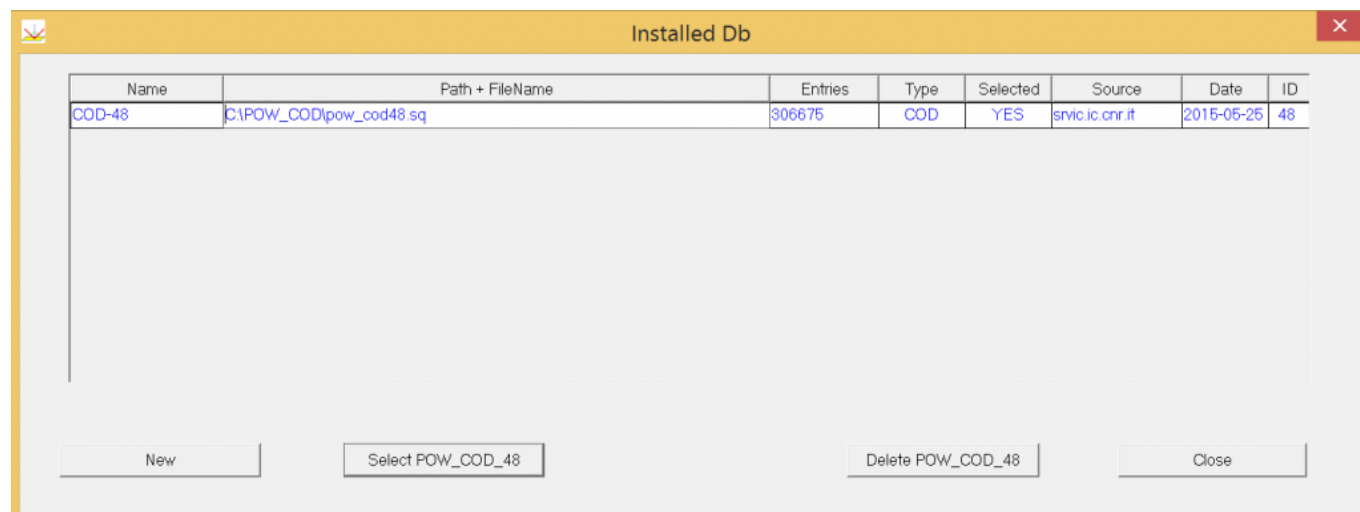 Installed Db
Name Path + FileName Entries Type Selected Source Date ID
COD-48 C:\POW_COD\pow_cod48.sq 306675 COD YES srvic.ic.cnr.it 2015-05-25 48
New Select POW_COD_48 Delete POW_COD_48 Close